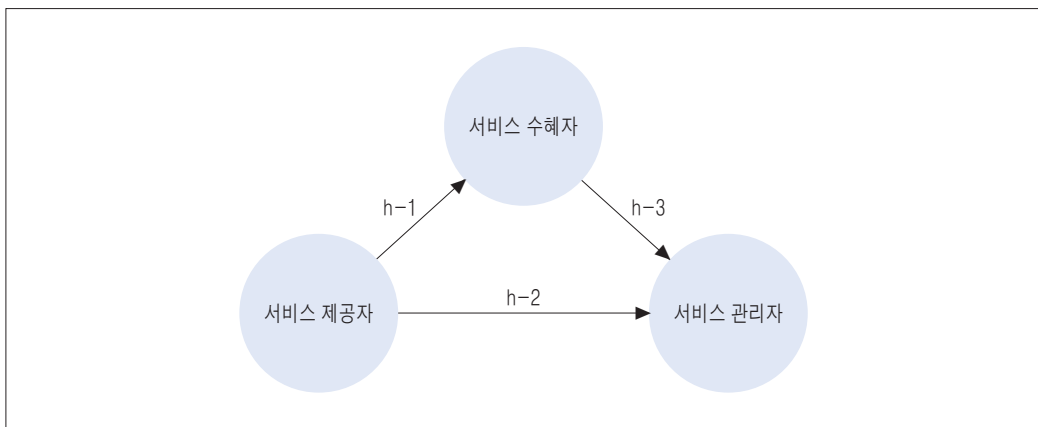 서비스 수혜자
h-1
h-3
서비스 제공자
h-2
서비스 관리자